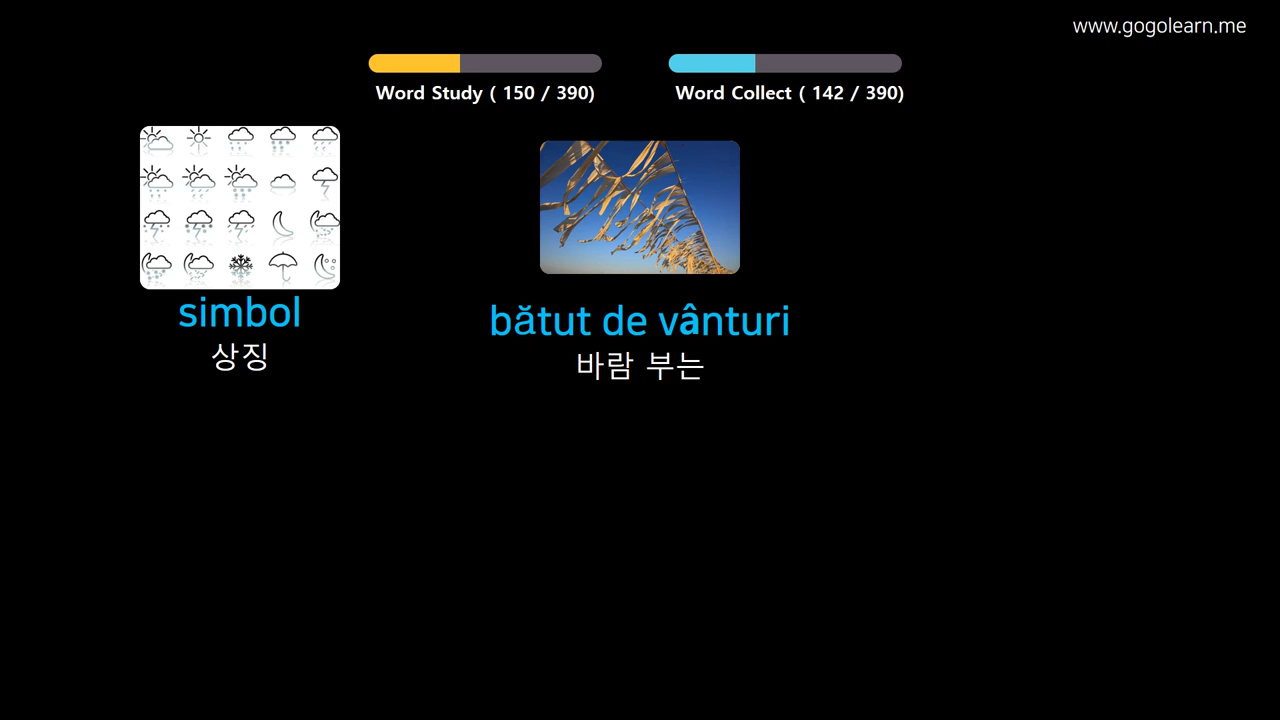 www.gogolearn.me
Word Study ( 150 / 390)
Word Collect ( 142 / 390)
simbol
상징
bătut de vânturi
바람 부는